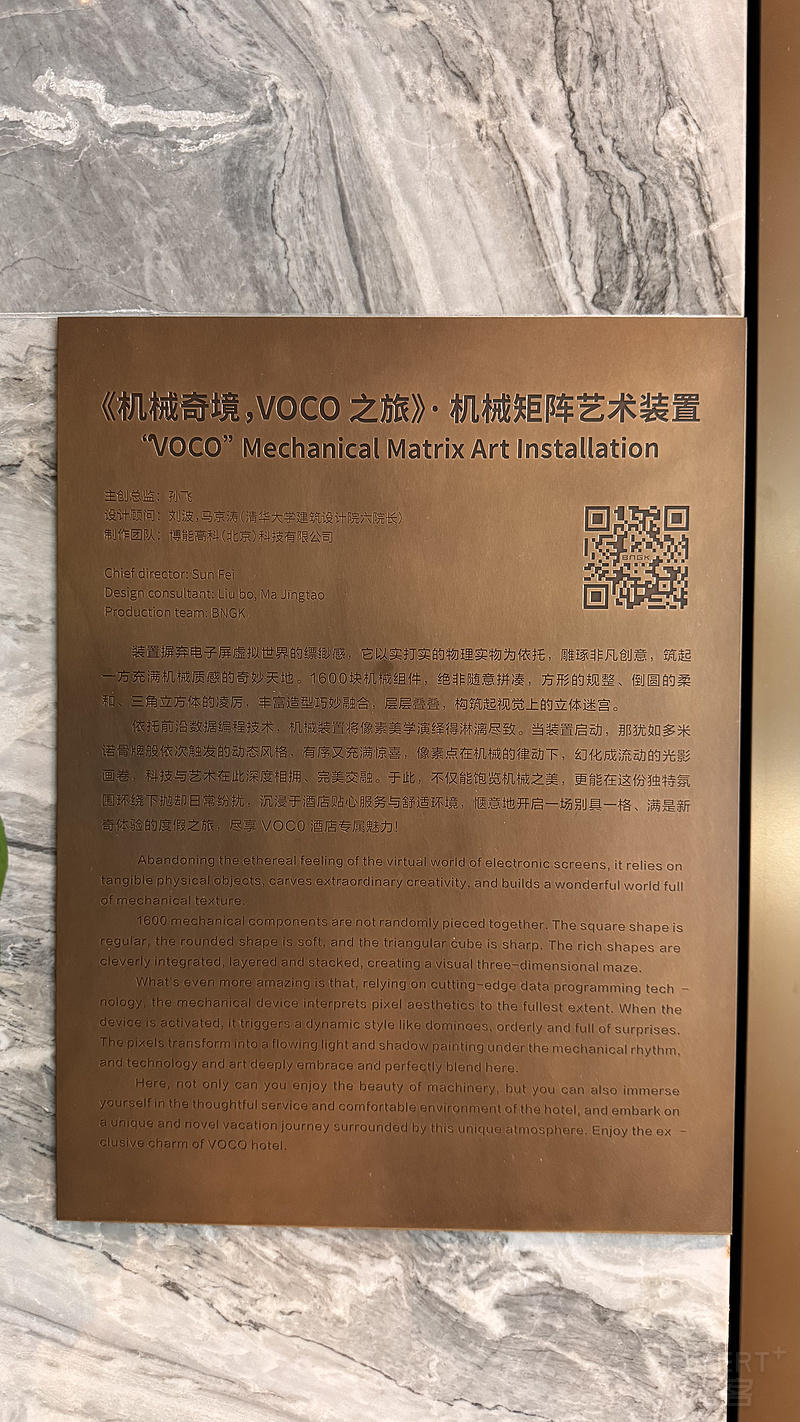 《机械奇境,VOCO 之旅》· 机械矩阵艺术装置
“VOCO” Mechanical Matrix Art Installation
主创总监：孙飞
设计顾问：刘波,马京涛(清华大学建筑设计院六院长)
制作团队：博能高科(北京)科技有限公司
BNGK
Chief director: Sun Fei
Design consultant: Liu bo, Ma Jingtao
Production team: BNGK
装置摒弃电子屏虚拟世界的缥缈感，它以实打实的物理实物为依托，雕琢非凡创意，筑起
一方充满机械质感的奇妙天地。1600块机械组件，绝非随意拼凑，方形的规整、倒圆的柔
和、三角立方体的凌厉，丰富造型巧妙融合，层层叠叠，构筑起视觉上的立体迷宫。
依托前沿数据编程技术，机械装置将像素美学演绎得淋漓尽致。当装置启动，那犹如多米
诺骨牌般依次触发的动态风格，有序又充满惊喜，像素点在机械的律动下，幻化成流动的光影
画卷，科技与艺术在此深度相拥、完美交融。于此，不仅能饱览机械之美，更能在这份独特氛
围环绕下抛却日常纷扰，沉浸于酒店贴心服务与舒适环境，惬意地开启一场别具一格、满是新
奇体验的度假之旅，尽享 VOCO 酒店专属魅力!
Abandoning the ethereal feeling of the virtual world of electronic screens, it relies on
tangible physical objects, carves extraordinary creativity, and builds a wonderful world full
of mechanical texture.
1600 mechanical components are not randomly pieced together. The square shape is
regular, the rounded shape is soft, and the triangular cube is sharp. The rich shapes are
cleverly integrated, layered and stacked, creating a visual three-dimensional maze.
What's even more amazing is that, relying on cutting-edge data programming tech -
nology, the mechanical device interprets pixel aesthetics to the fullest extent. When the
device is activated, it triggers a dynamic style like dominoes, orderly and full of surprises.
The pixels transform into a flowing light and shadow painting under the mechanical rhythm,
and technology and art deeply embrace and perfectly blend here.
Here, not only can you enjoy the beauty of machinery, but you can also immerse
yourself in the thoughtful service and comfortable environment of the hotel, and embark on
a unique and novel vacation journey surrounded by this unique atmosphere. Enjoy the ex -
clusive charm of VOCO hotel.